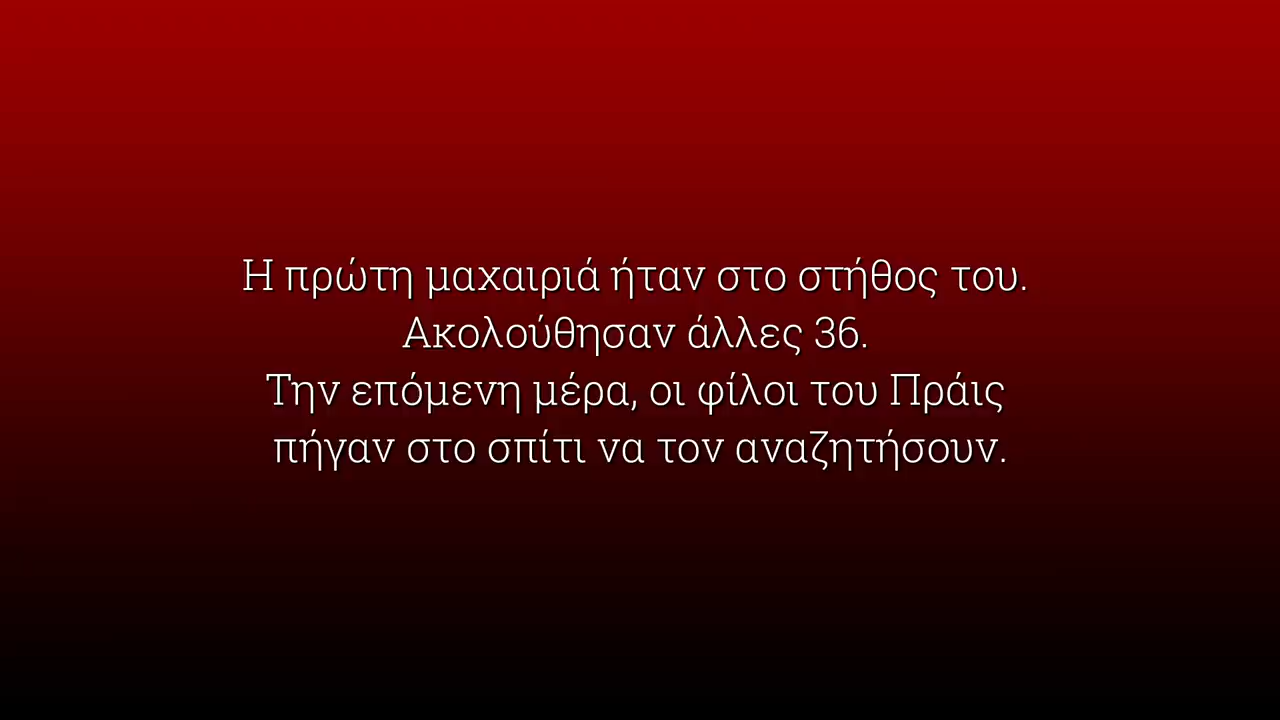 Η πρώτη μαχαιριά ήταν στο στήθος του.
Ακολούθησαν άλλες 36.
Την επόμενη μέρα, οι φίλοι του Πράις
πήγαν στο σπίτι να τον αναζητήσουν.